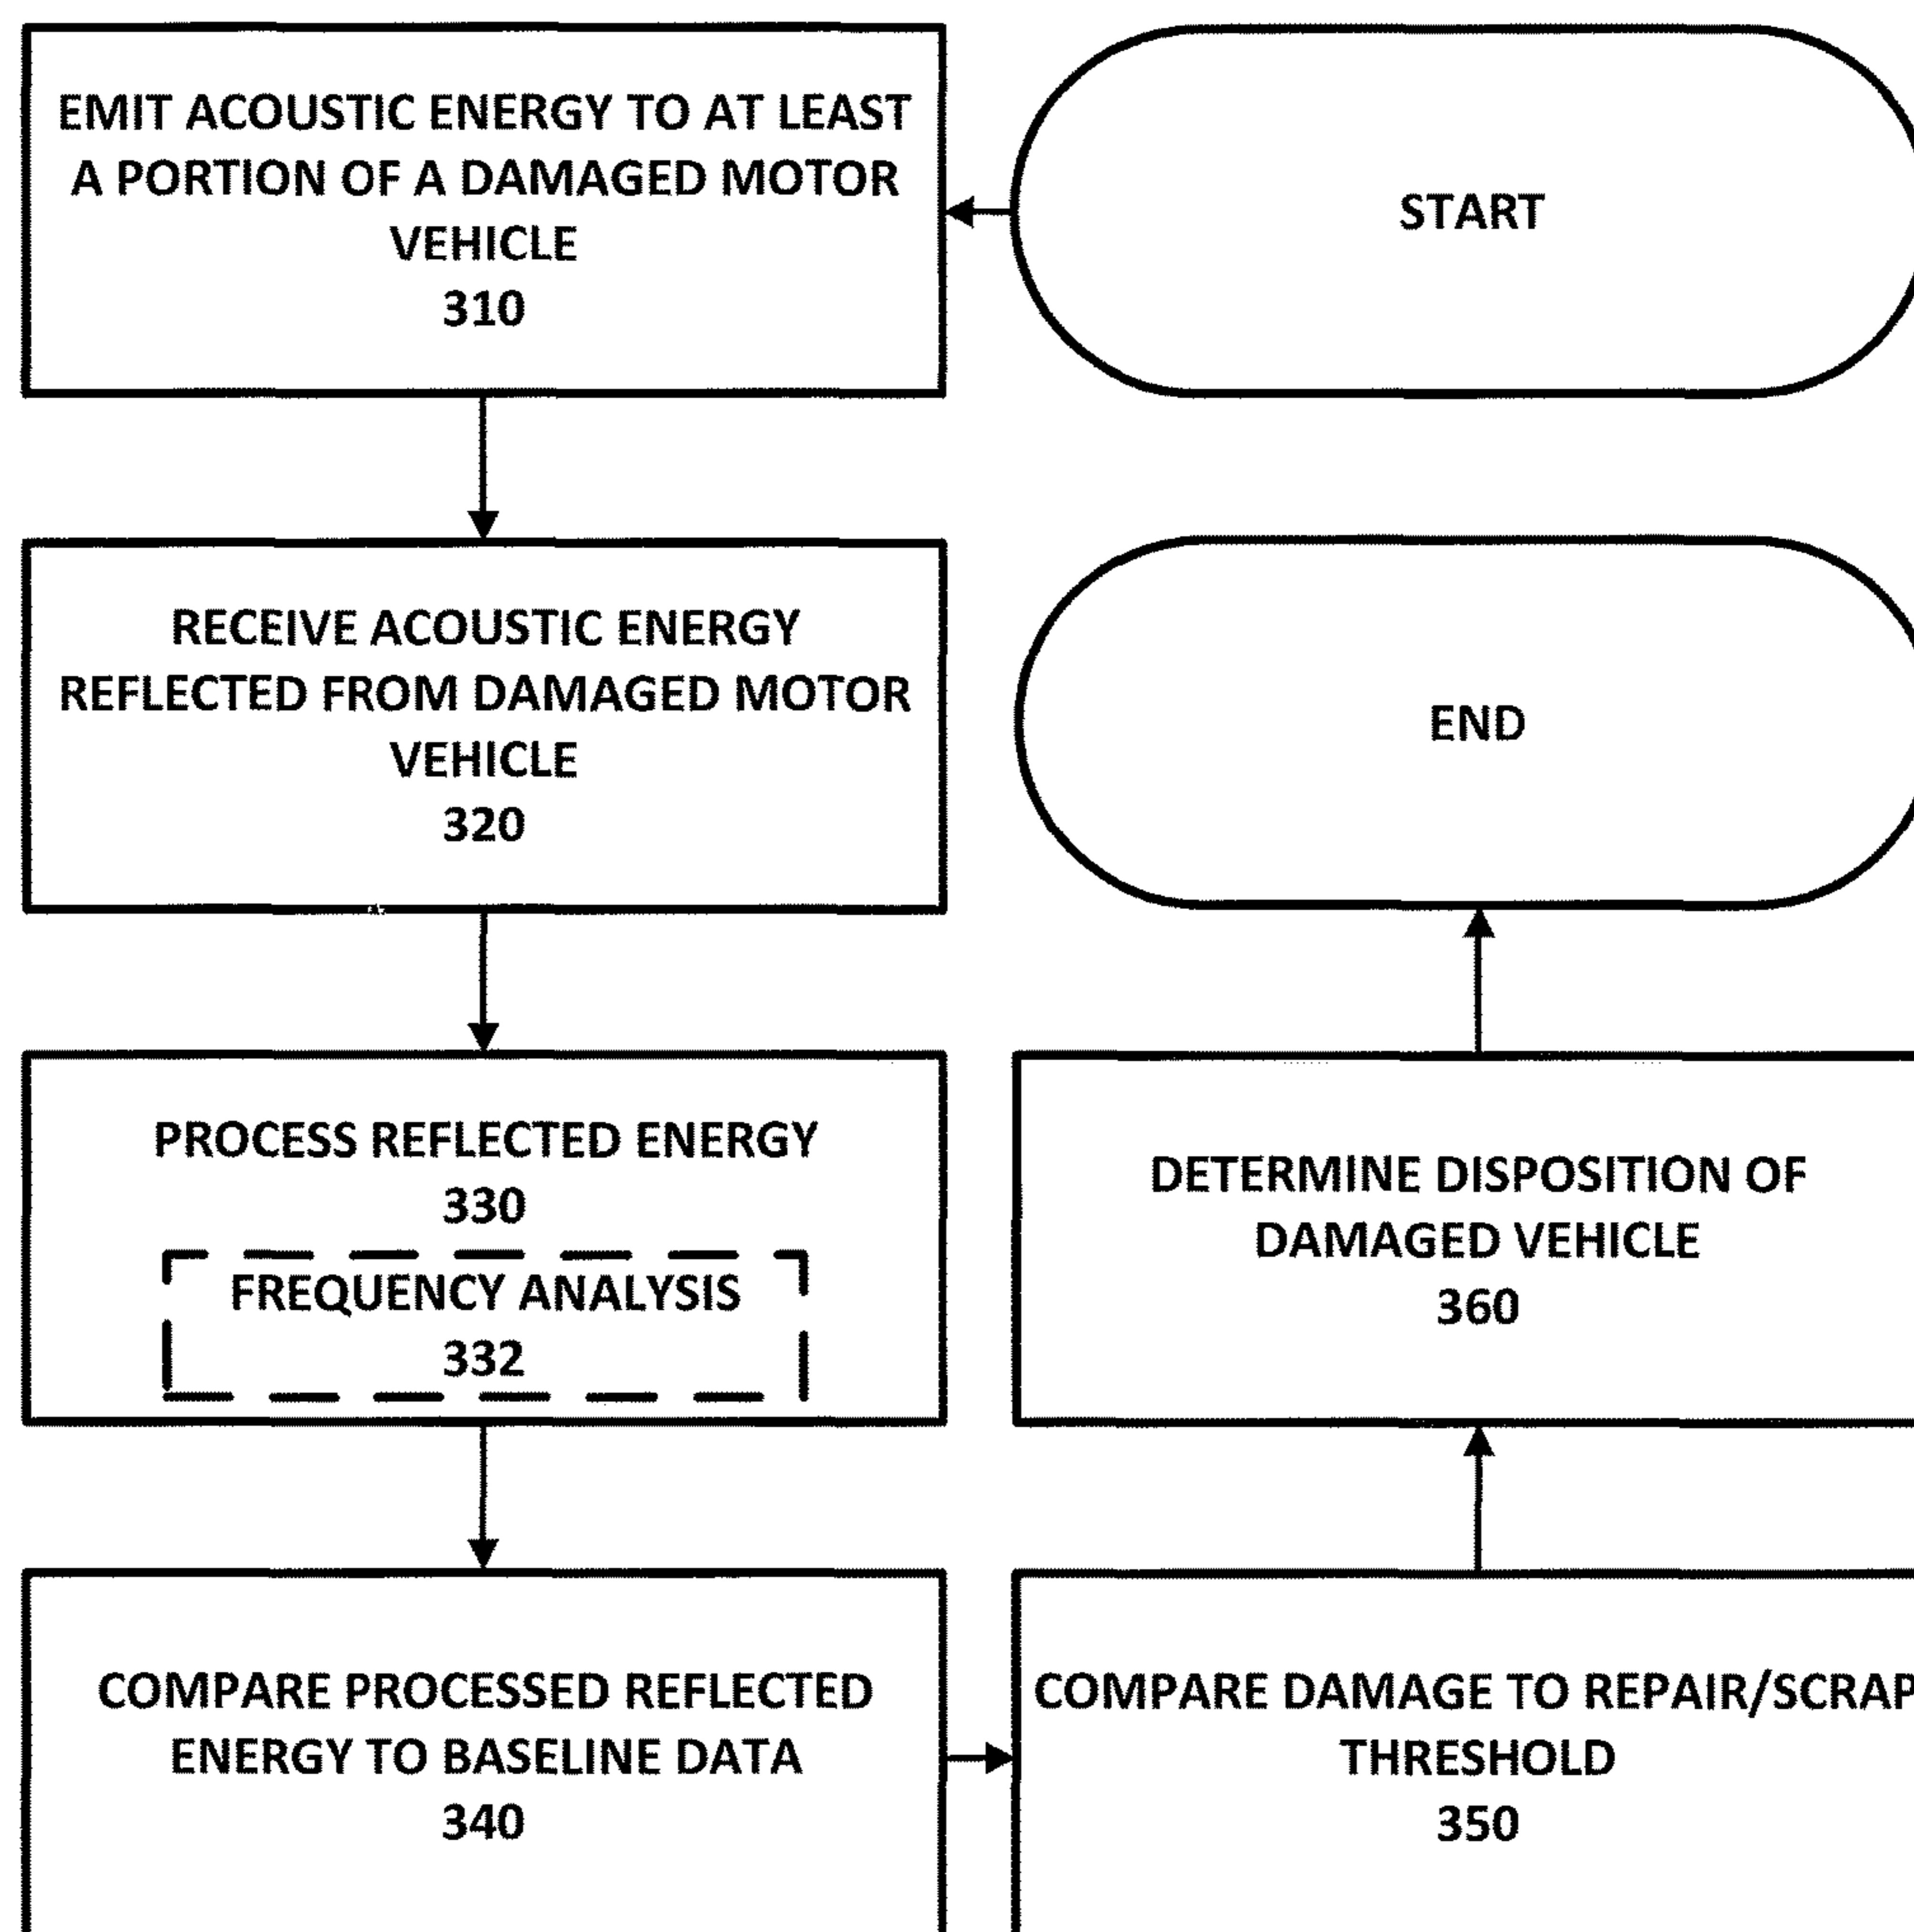 START
EMIT ACOUSTIC ENERGY TO AT LEAST
A PORTION OF A DAMAGED MOTOR
VEHICLE
310
RECEIVE ACOUSTIC ENERGY
REFLECTED FROM DAMAGED MOTOR
VEHICLE
320
PROCESS REFLECTED ENERGY
330
FREQUENCY ANALYSIS
332
COMPARE PROCESSED REFLECTED
ENERGY TO BASELINE DATA
340
COMPARE DAMAGE TO REPAIR/SCRAP
THRESHOLD
350
DETERMINE DISPOSITION OF
DAMAGED VEHICLE
360
END